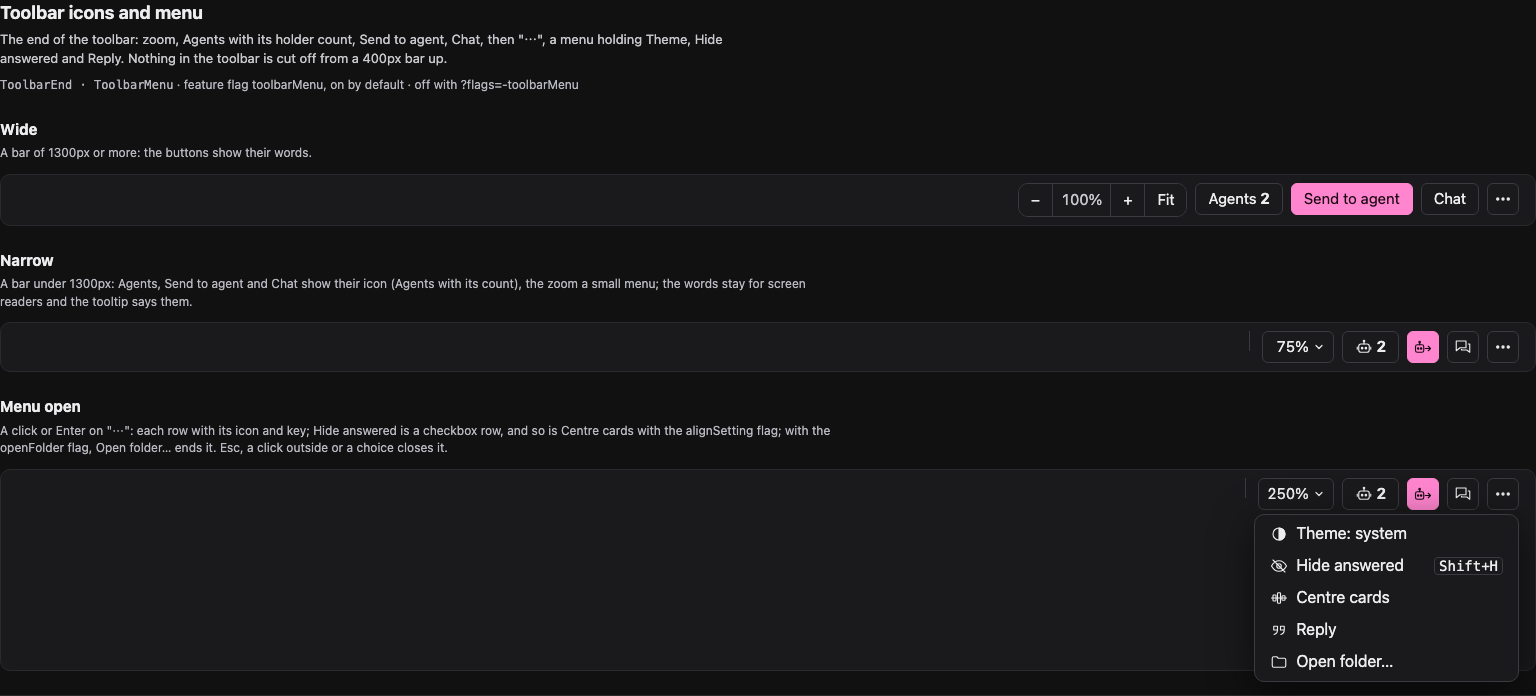 Toolbar icons and menu
The end of the toolbar: zoom, Agents with its holder count, Send to agent, Chat, then "···", a menu holding Theme, Hide
answered and Reply. Nothing in the toolbar is cut off from a 400px bar up.
ToolbarEnd · ToolbarMenu · feature flag toolbarMenu, on by default · off with ?flags=-toolbarMenu
Wide
A bar of 1300px or more: the buttons show their words.
− 100% + Fit Agents 2 Send to agent Chat ···
Narrow
A bar under 1300px: Agents, Send to agent and Chat show their icon (Agents with its count), the zoom a small menu; the words stay for screen
readers and the tooltip says them.
75% 2 ···
Menu open
A click or Enter on "···": each row with its icon and key; Hide answered is a checkbox row, and so is Centre cards with the alignSetting flag; with the
openFolder flag, Open folder… ends it. Esc, a click outside or a choice closes it.
250% 2 ···
Theme: system
Hide answered Shift+H
Centre cards
Reply
Open folder…